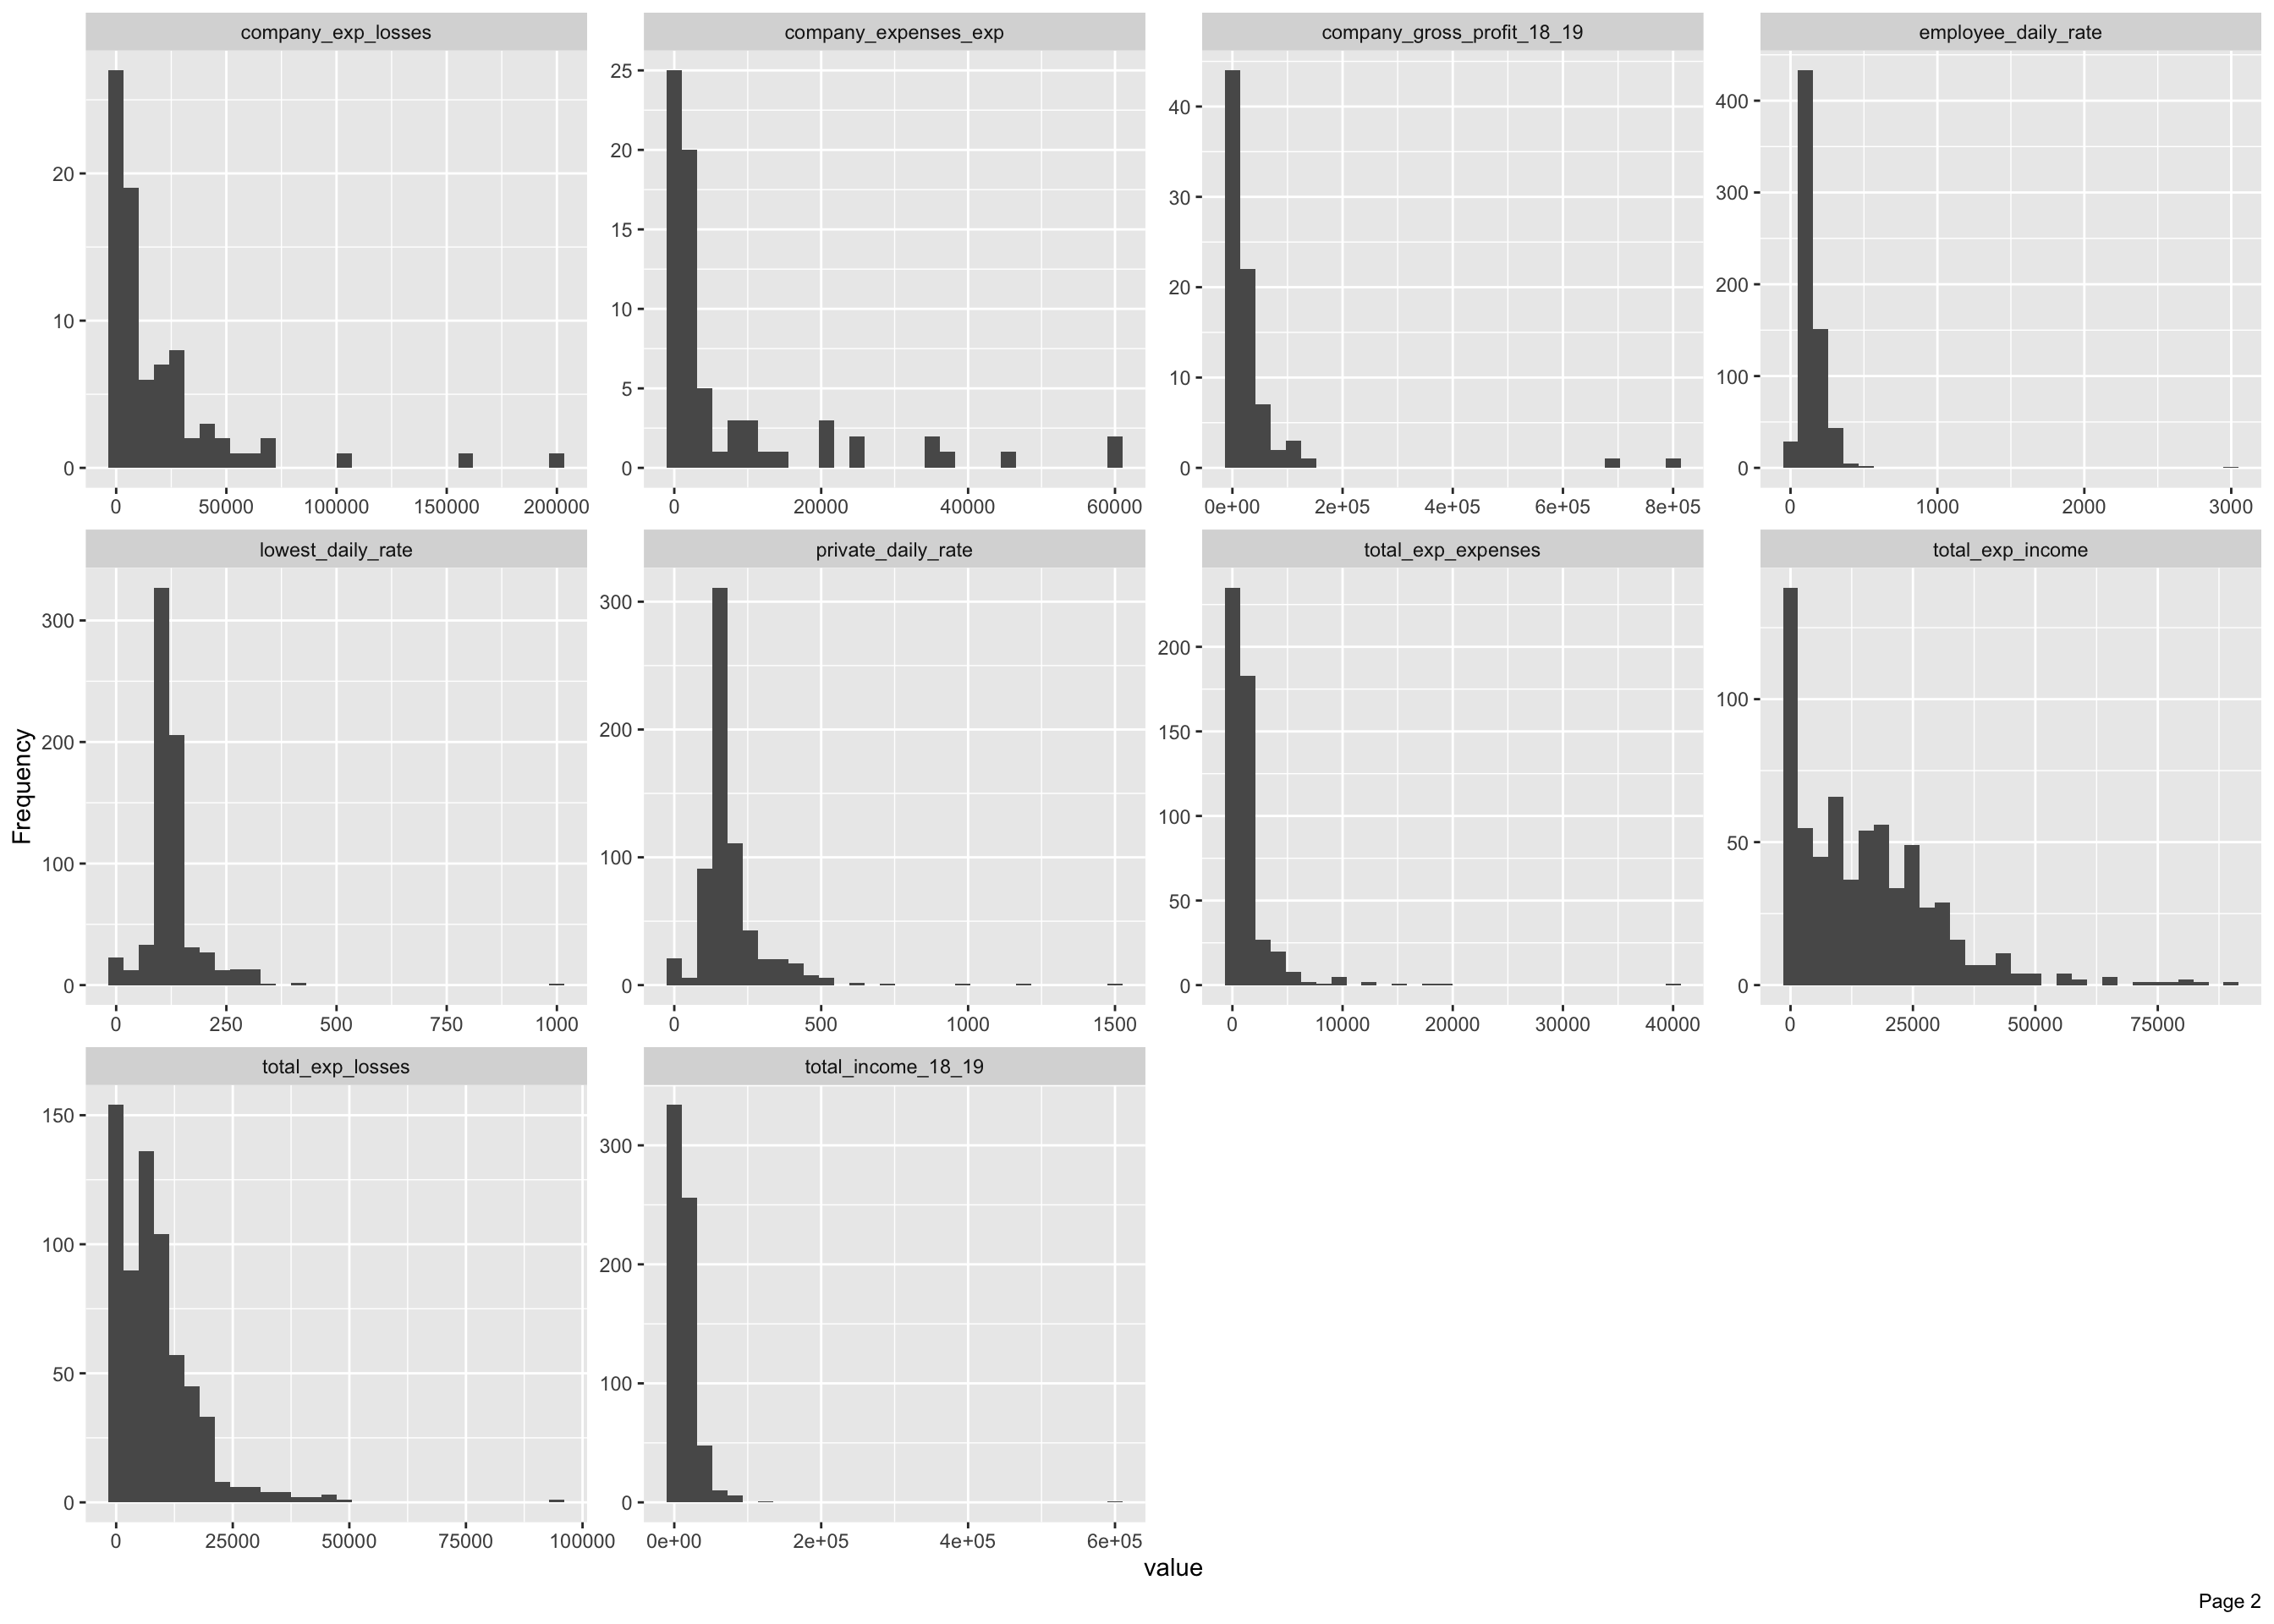 company_exp_losses
company_expenses_exp
company_gross_profit_18_19
employee_daily_rate
20
10
0
0 50000 100000 150000 200000
25
20
15
10
5
0
0 20000 40000 60000
40
30
20
10
0
0e+00 2e+05 4e+05 6e+05 8e+05
400
300
200
100
0
0 1000 2000 3000
lowest_daily_rate
private_daily_rate
total_exp_expenses
total_exp_income
300
200
100
0
0 250 500 750 1000
300
200
100
0
0 500 1000 1500
200
150
100
50
0
0 10000 20000 30000 40000
100
50
0
0 25000 50000 75000
total_exp_losses
total_income_18_19
150
100
50
0
0 25000 50000 75000 100000
300
200
100
0
0e+00 2e+05 4e+05 6e+05
Frequency
value
Page 2